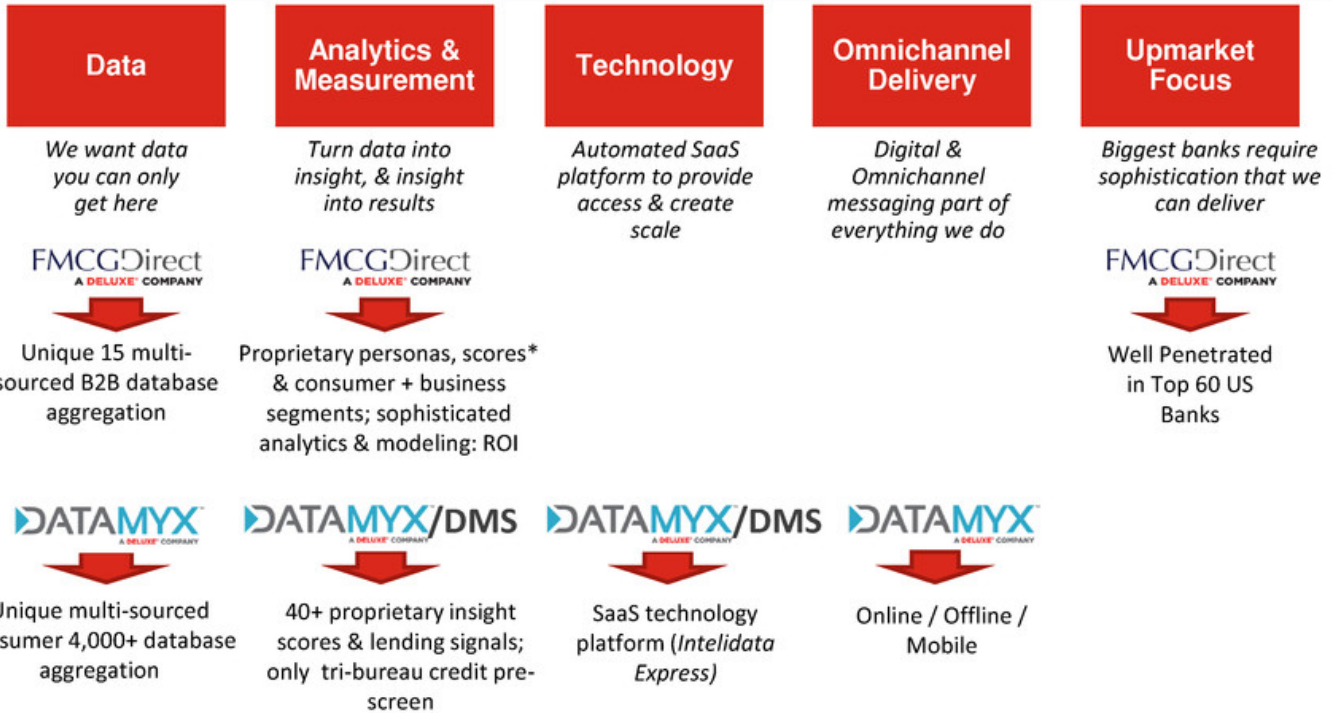 Data
We want data
you can only
get here
FMCGDirect
A DELUXE® COMPANY
Unique 15 multi-
sourced B2B database
aggregation
DATAMYX™
A DELUXE® COMPANY
Unique multi-sourced
nsumer 4,000+ database
aggregation
Analytics &
Measurement
Turn data into
insight, & insight
into results
FMCGDirect
A DELUXE® COMPANY
Proprietary personas, scores*
& consumer + business
segments; sophisticated
analytics & modeling: ROI
DATAMYX/DMS
A DELUXE® COMPANY
40+ proprietary insight
scores & lending signals;
only tri-bureau credit pre-
screen
Technology
Automated SaaS
platform to provide
access & create
scale
DATAMYX/DMS
A DELUXE® COMPANY
SaaS technology
platform (Intelidata
Express)
Omnichannel
Delivery
Digital &
Omnichannel
messaging part of
everything we do
DATAMYX™
A DELUXE® COMPANY
Online / Offline /
Mobile
Upmarket
Focus
Biggest banks require
sophistication that we
can deliver
FMCGDirect
A DELUXE® COMPANY
Well Penetrated
in Top 60 US
Banks